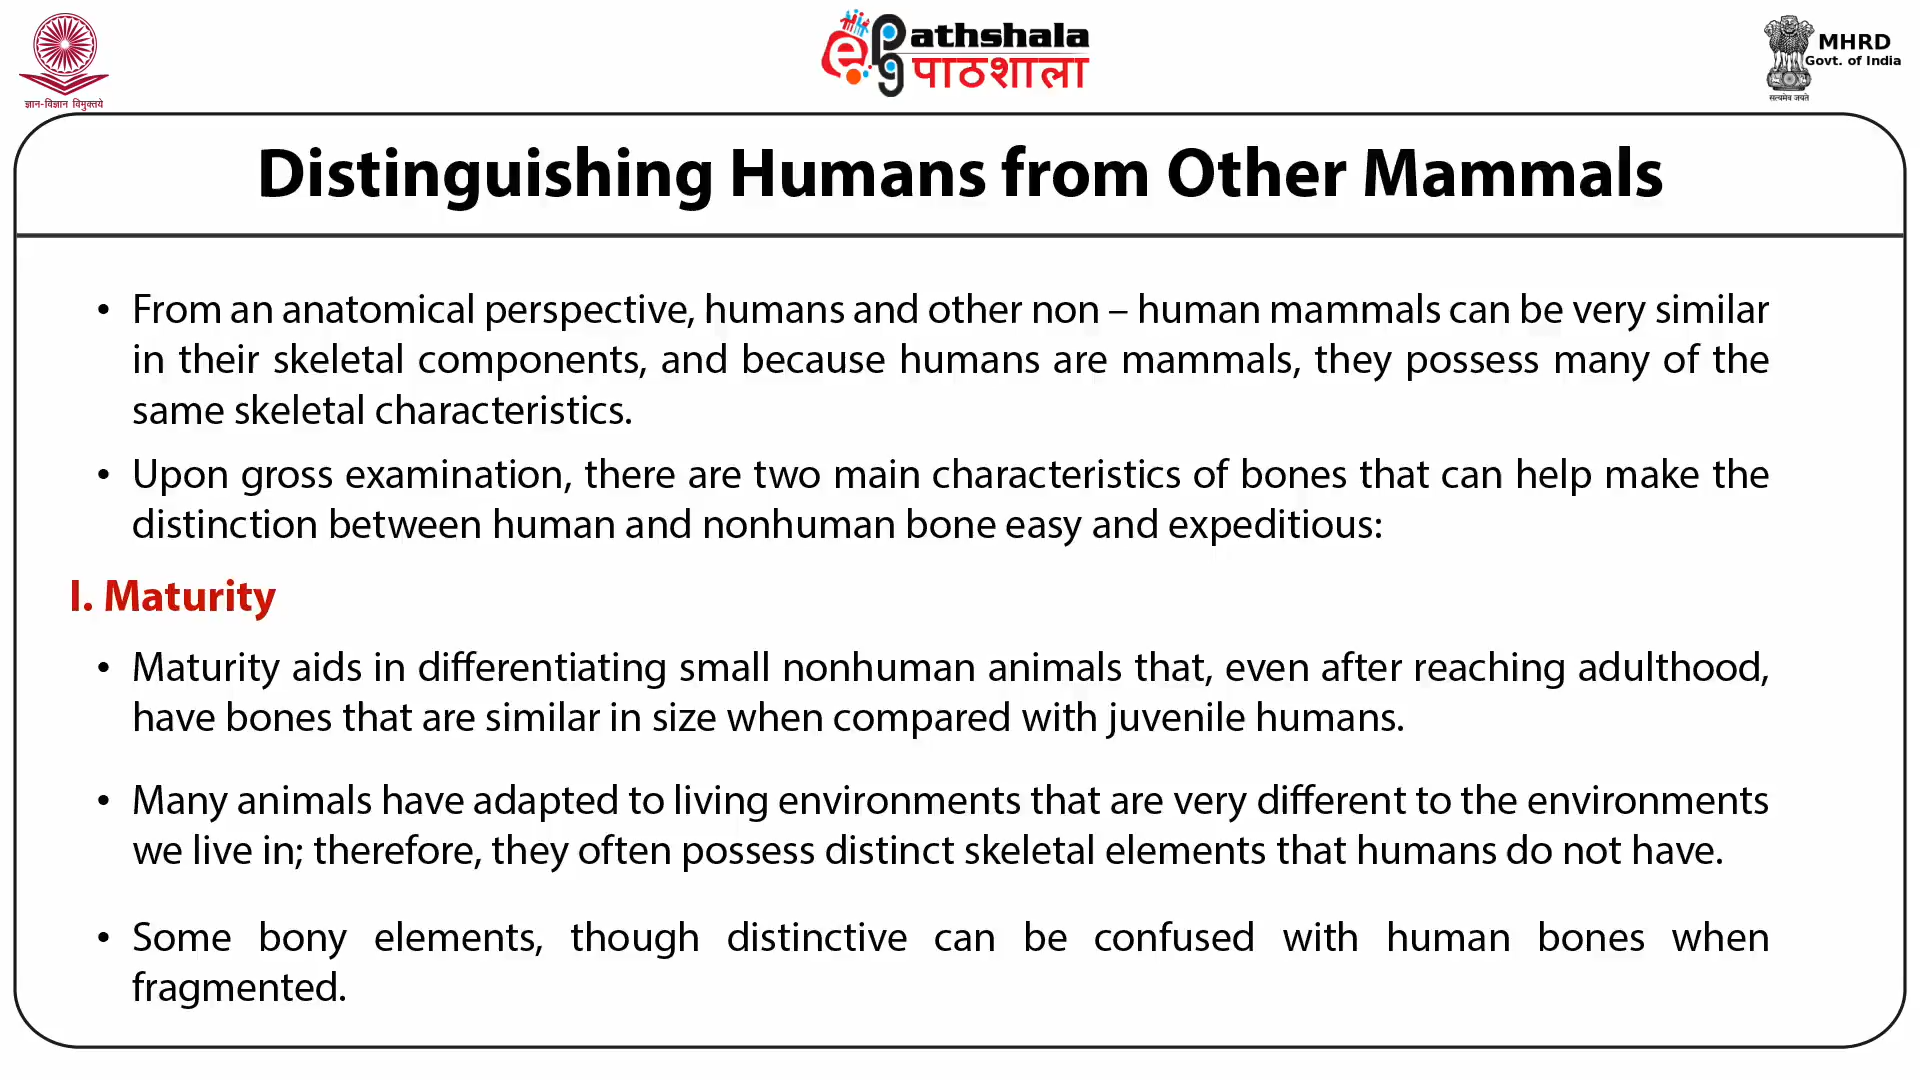 ज्ञान-विज्ञान विमुक्तये
ePathshala
पाठशाला
MHRD
Govt. of India
सत्यमेव जयते
Distinguishing Humans from Other Mammals
• From an anatomical perspective, humans and other non – human mammals can be very similar
in their skeletal components, and because humans are mammals, they possess many of the
same skeletal characteristics.
• Upon gross examination, there are two main characteristics of bones that can help make the
distinction between human and nonhuman bone easy and expeditious:
I. Maturity
• Maturity aids in differentiating small nonhuman animals that, even after reaching adulthood,
have bones that are similar in size when compared with juvenile humans.
• Many animals have adapted to living environments that are very different to the environments
we live in; therefore, they often possess distinct skeletal elements that humans do not have.
• Some bony elements, though distinctive can be confused with human bones when
fragmented.